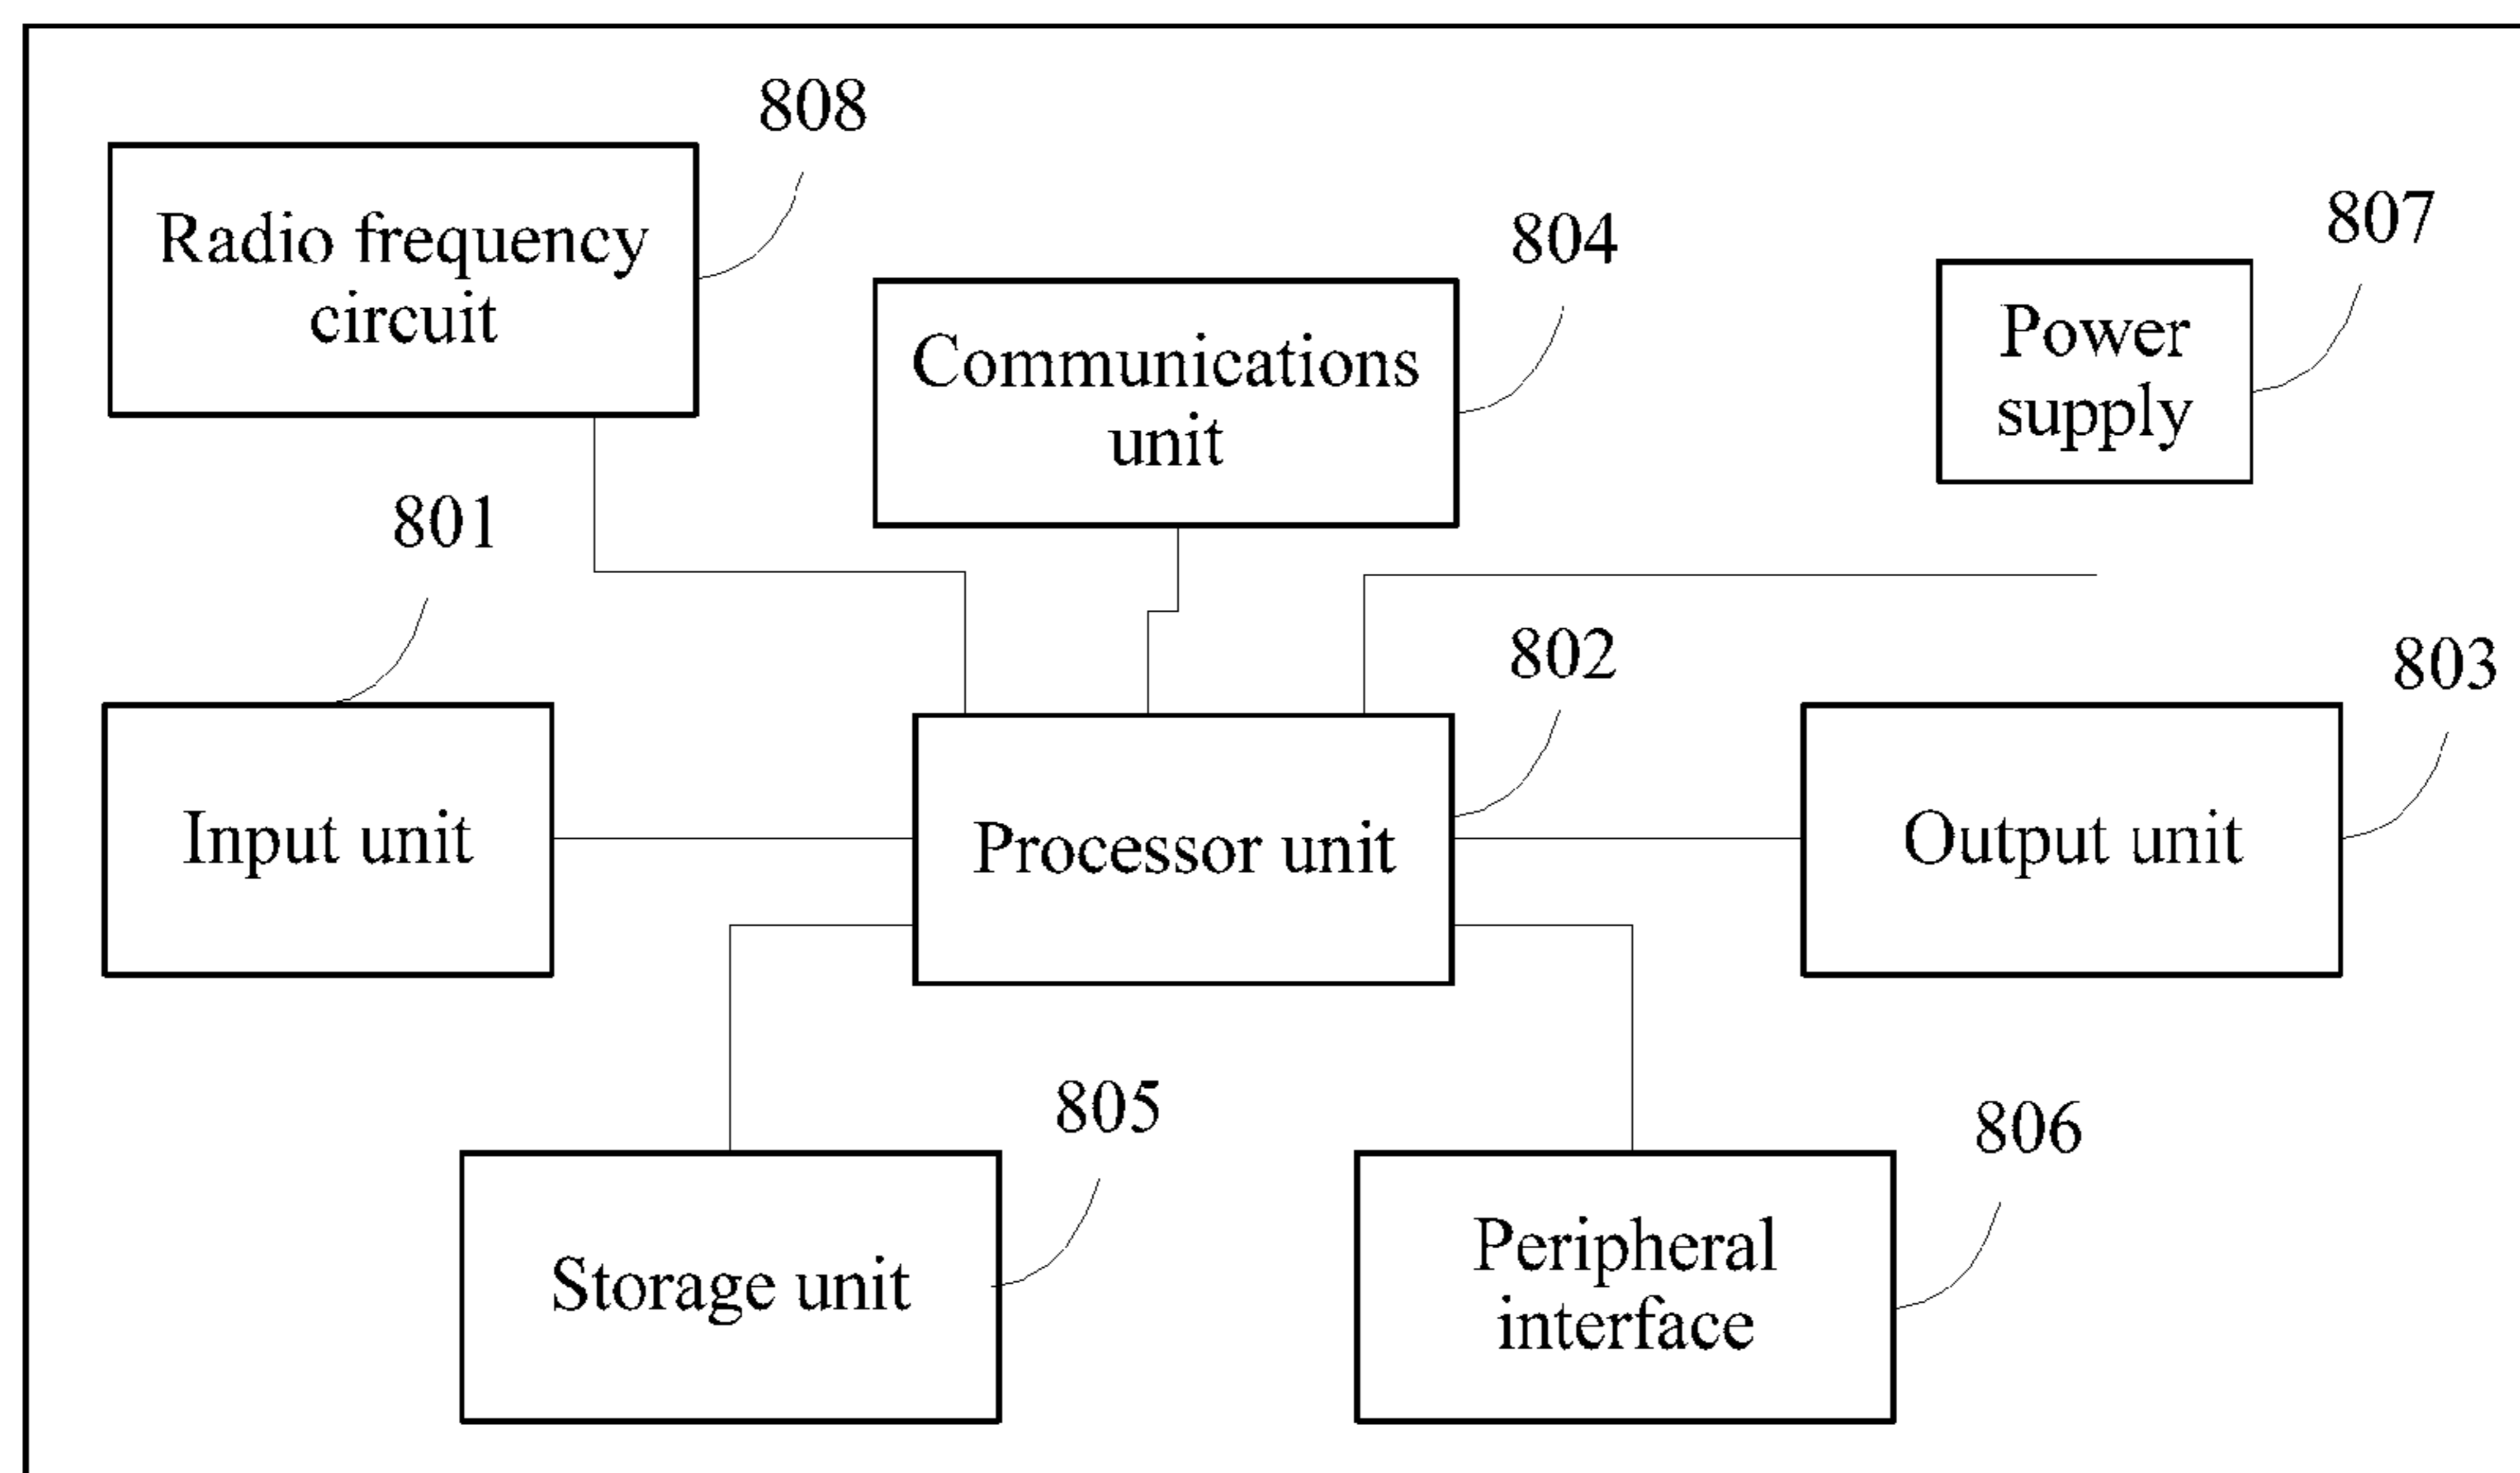 808
Radio frequency
circuit
804
Communications
unit
807
Power
supply
801
Input unit
802
Processor unit
803
Output unit
805
Storage unit
806
Peripheral
interface